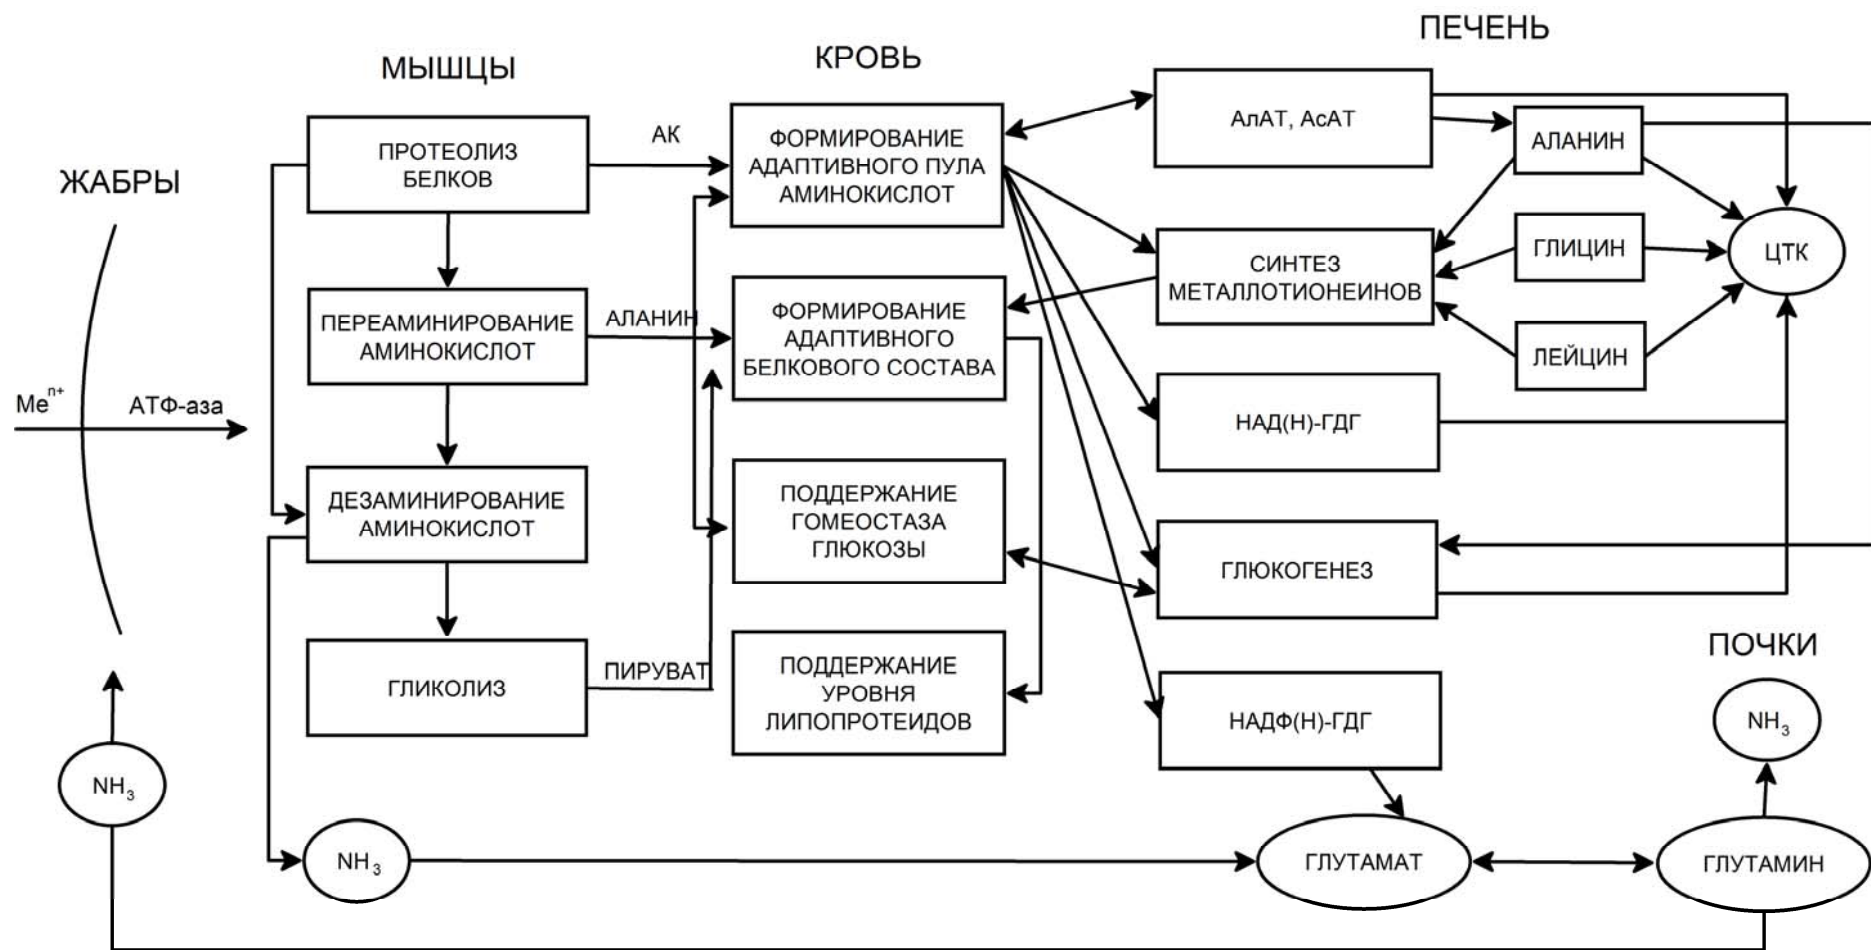 ПЕЧЕНЬ
МЫШЦЫ
КРОВЬ
ЖАБРЫ
Me^n+
АТФ-аза
NH₃
ПРОТЕОЛИЗ
БЕЛКОВ
АК
ПЕРЕАМИНИРОВАНИЕ
АМИНОКИСЛОТ
АЛАНИН
ДЕЗАМИНИРОВАНИЕ
АМИНОКИСЛОТ
ГЛИКОЛИЗ
ПИРУВАТ
NH₃
ФОРМИРОВАНИЕ
АДАПТИВНОГО ПУЛА
АМИНОКИСЛОТ
ФОРМИРОВАНИЕ
АДАПТИВНОГО
БЕЛКОВОГО СОСТАВА
ПОДДЕРЖАНИЕ
ГОМЕОСТАЗА
ГЛЮКОЗЫ
ПОДДЕРЖАНИЕ
УРОВНЯ
ЛИПОПРОТЕИДОВ
АлАТ, АсАТ
СИНТЕЗ
МЕТАЛЛОТИОНЕИНОВ
НАД(Н)-ГДГ
ГЛЮКОГЕНЕЗ
НАДФ(Н)-ГДГ
ГЛУТАМАТ
АЛАНИН
ГЛИЦИН
ЛЕЙЦИН
ЦТК
ПОЧКИ
NH₃
ГЛУТАМИН